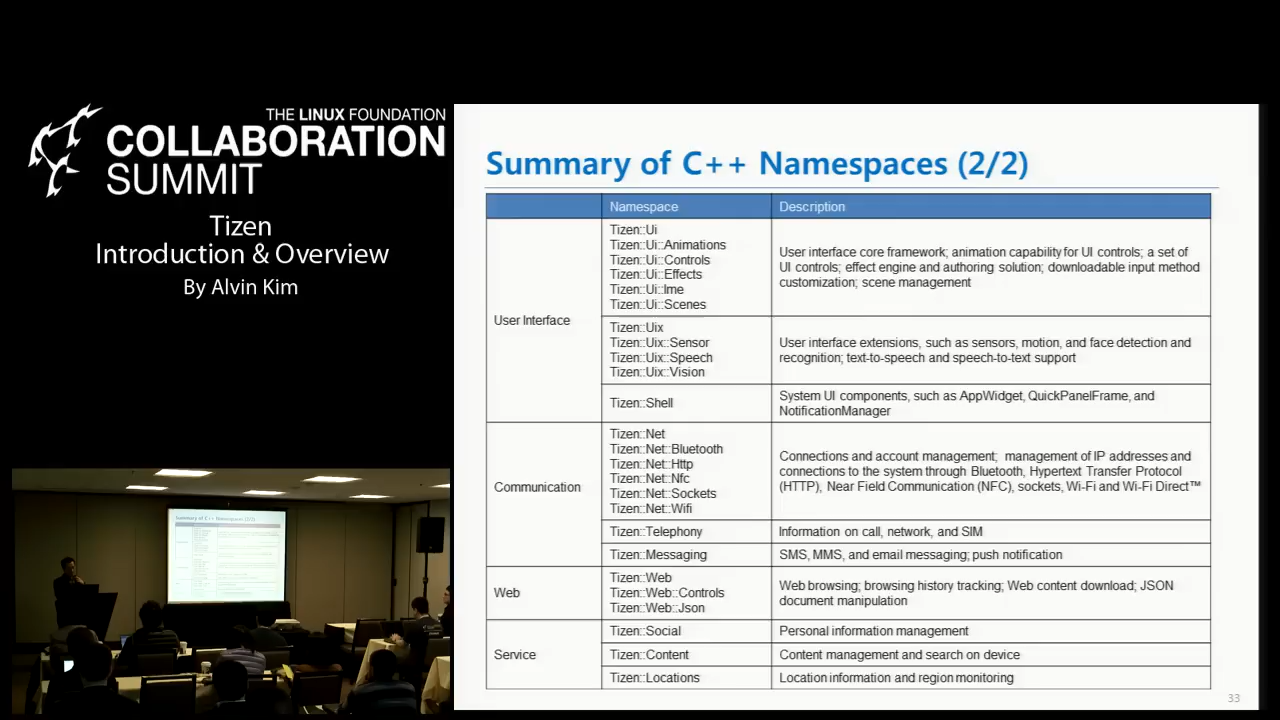 THE LINUX FOUNDATION
COLLABORATION
SUMMIT
Tizen
Introduction & Overview
By Alvin Kim
Summary of C++ Namespaces (2/2)
Namespace Description
User Interface
Tizen::Ui
Tizen::Ui::Animations
Tizen::Ui::Controls
Tizen::Ui::Effects
Tizen::Ui::Ime
Tizen::Ui::Scenes
User interface core framework; animation capability for UI controls; a set of
UI controls; effect engine and authoring solution; downloadable input method
customization; scene management
Tizen::Uix
Tizen::Uix::Sensor
Tizen::Uix::Speech
Tizen::Uix::Vision
User interface extensions, such as sensors, motion, and face detection and
recognition; text-to-speech and speech-to-text support
Tizen::Shell
System UI components, such as AppWidget, QuickPanelFrame, and
NotificationManager
Communication
Tizen::Net
Tizen::Net::Bluetooth
Tizen::Net::Http
Tizen::Net::Nfc
Tizen::Net::Sockets
Tizen::Net::Wifi
Connections and account management; management of IP addresses and
connections to the system through Bluetooth, Hypertext Transfer Protocol
(HTTP), Near Field Communication (NFC), sockets, Wi-Fi and Wi-Fi Direct™
Tizen::Telephony
Information on call, network, and SIM
Tizen::Messaging
SMS, MMS, and email messaging; push notification
Web
Tizen::Web
Tizen::Web::Controls
Tizen::Web::Json
Web browsing; browsing history tracking; Web content download; JSON
document manipulation
Service
Tizen::Social
Personal information management
Tizen::Content
Content management and search on device
Tizen::Locations
Location information and region monitoring
33
Summary of C++ Namespaces (2/2)